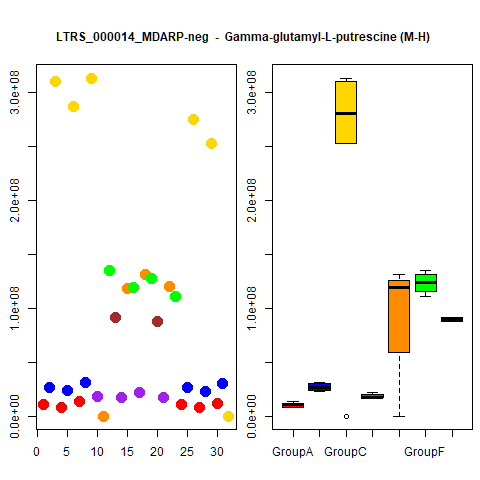 LTRS_000014_MDARP-neg - Gamma-glutamyl-L-putrescine (M-H)
0.0e+00 1.0e+08 2.0e+08 3.0e+08
0 5 10 15 20 25 30
0.0e+00 1.0e+08 2.0e+08 3.0e+08
GroupA GroupC GroupF